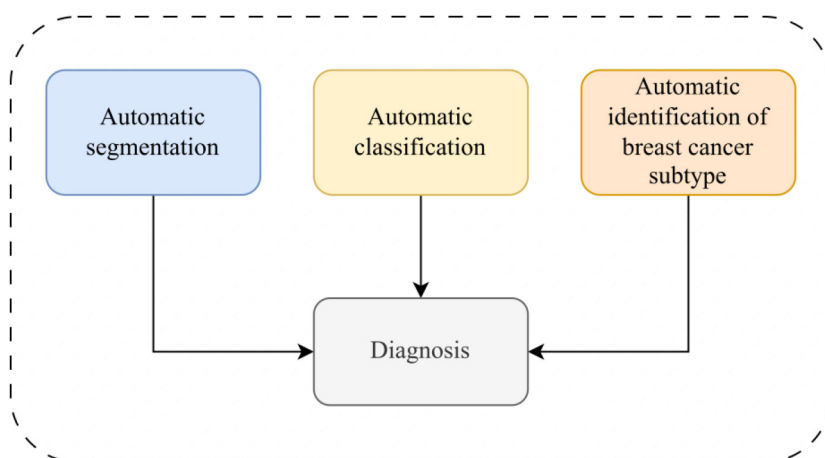 Automatic
segmentation
Automatic
classification
Automatic
identification of
breast cancer
subtype
Diagnosis